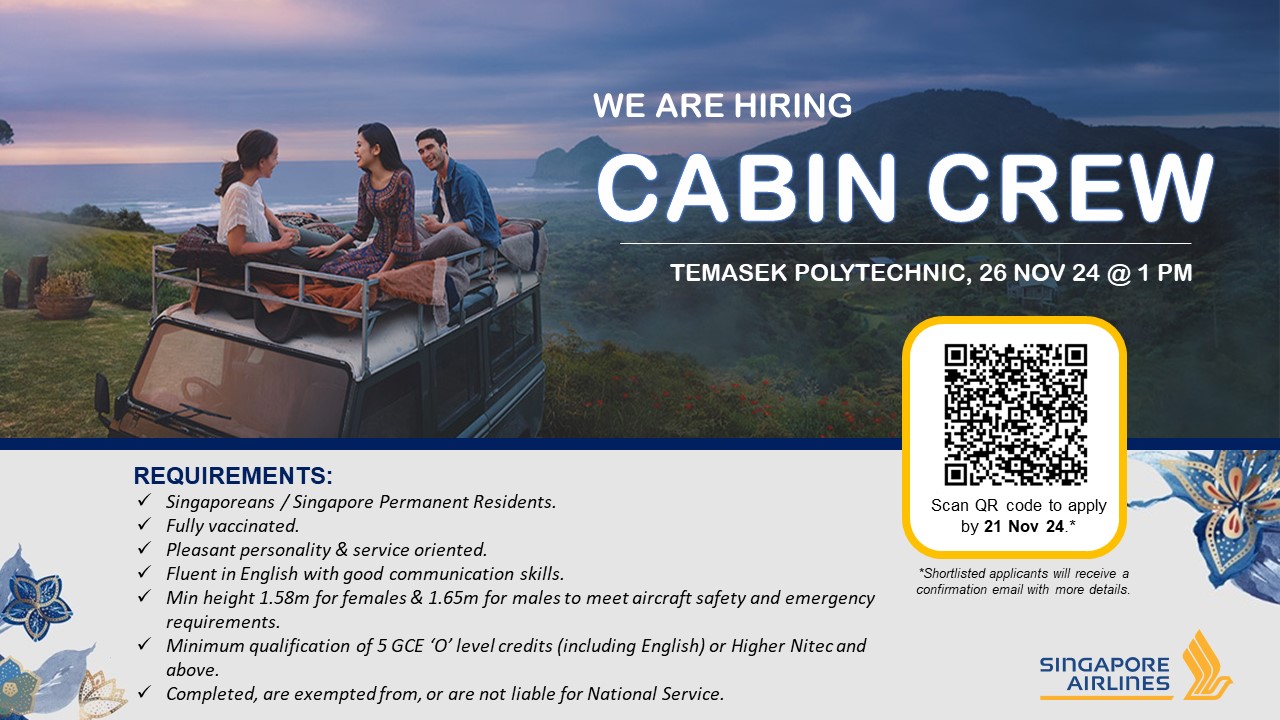 WE ARE HIRING
CABIN CREW
TEMASEK POLYTECHNIC, 26 NOV 24 @ 1 PM
Scan QR code to apply
by 21 Nov 24.*
*Shortlisted applicants will receive a
confirmation email with more details.
REQUIREMENTS:
✓ Singaporeans / Singapore Permanent Residents.
✓ Fully vaccinated.
✓ Pleasant personality & service oriented.
✓ Fluent in English with good communication skills.
✓ Min height 1.58m for females & 1.65m for males to meet aircraft safety and emergency
requirements.
✓ Minimum qualification of 5 GCE ‘O’ level credits (including English) or Higher Nitec and
above.
✓ Completed, are exempted from, or are not liable for National Service.
SINGAPORE
AIRLINES